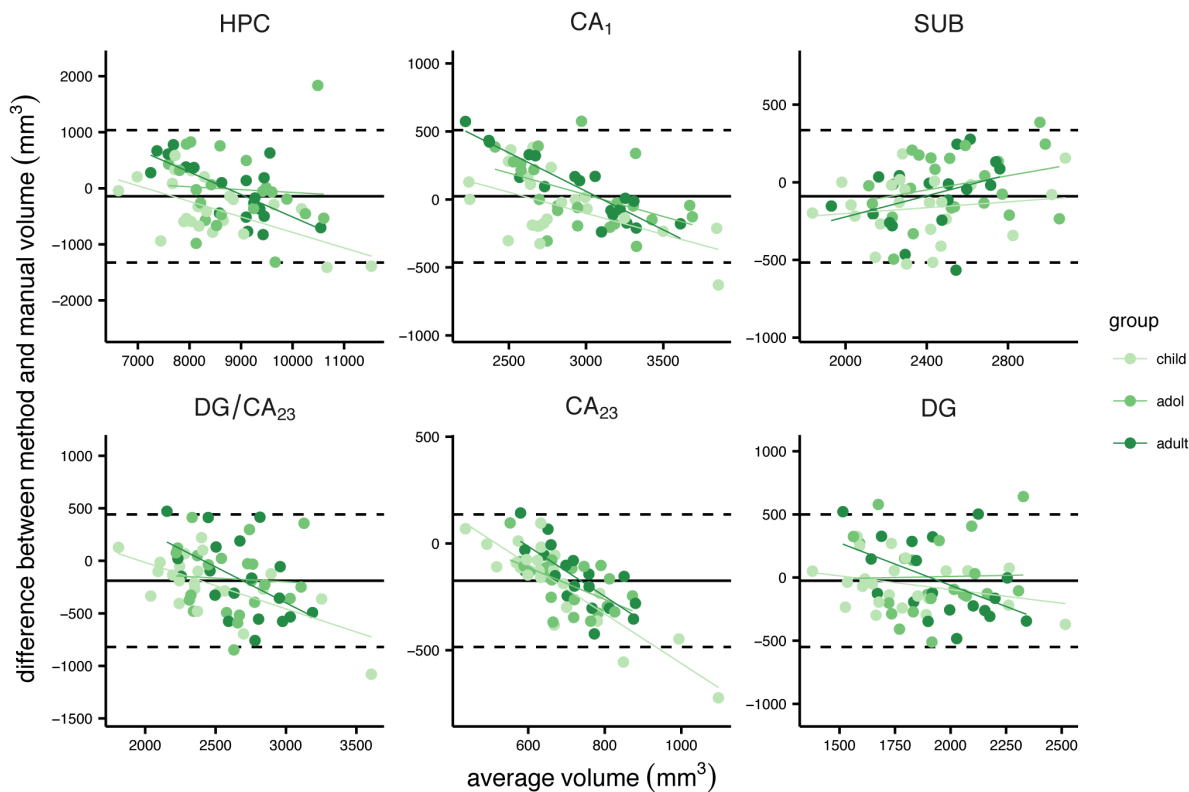 HPC
CA₁
SUB
2000
1000
0
−1000
−2000
7000 8000 9000 10000 11000
1000
500
0
−500
−1000
2500 3000 3500
500
0
−500
−1000
2000 2400 2800
DG/CA₂₃
CA₂₃
DG
1000
500
0
−500
−1000
−1500
2000 2500 3000 3500
500
0
−500
600 800 1000
1000
500
0
−500
−1000
1500 1750 2000 2250 2500
difference between method and manual volume (mm³)
average volume (mm³)
group
child
adol
adult